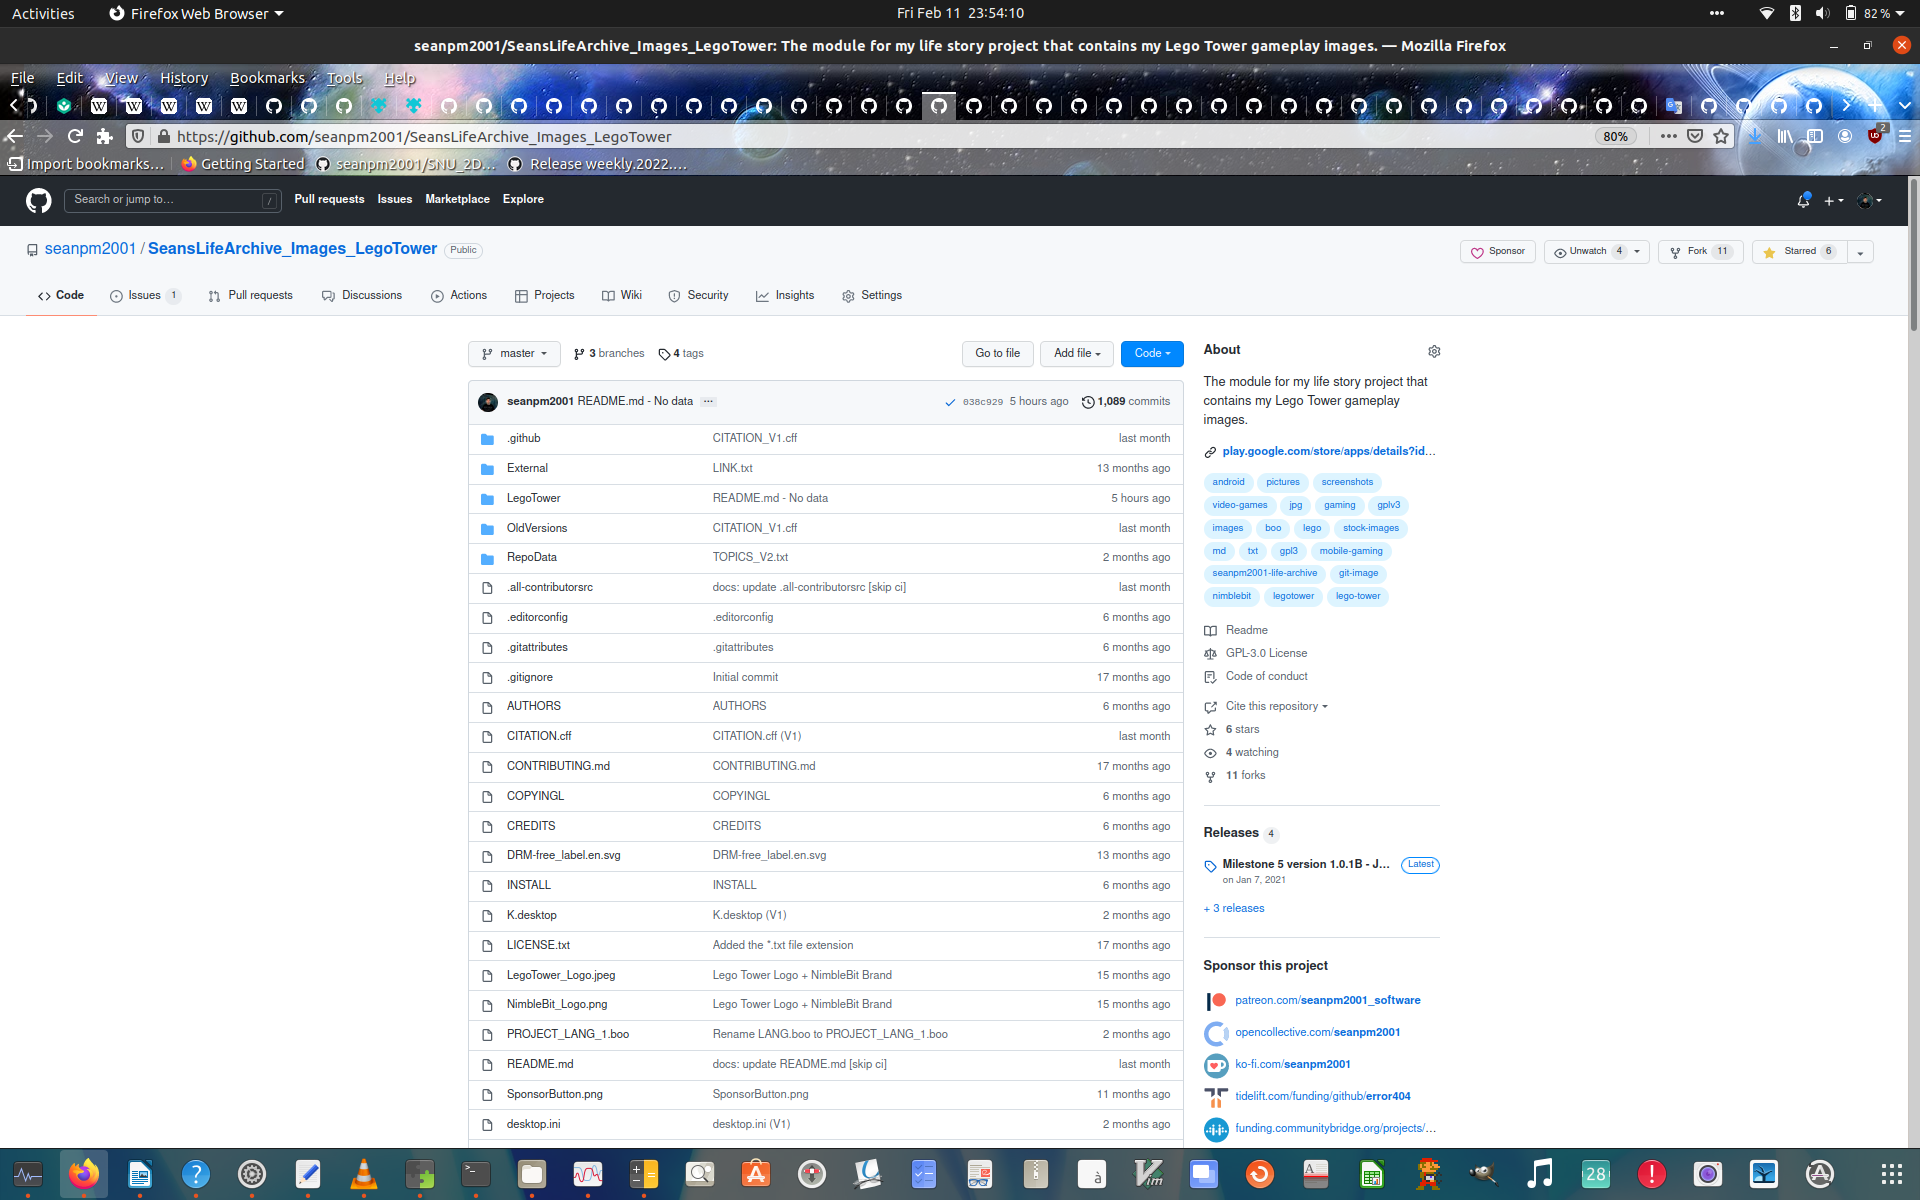 Activities Firefox Web Browser Fri Feb 11 23:54:10 82 %
seanpm2001/SeansLifeArchive_Images_LegoTower: The module for my life story project that contains my Lego Tower gameplay images. — Mozilla Firefox
File Edit View History Bookmarks Tools Help
https://github.com/seanpm2001/SeansLifeArchive_Images_LegoTower 80% 2
Import bookmarks... Getting Started seanpm2001/SNU_2D... Release weekly.2022....
Search or jump to... / Pull requests Issues Marketplace Explore
seanpm2001 / SeansLifeArchive_Images_LegoTower Public Sponsor Unwatch 4 Fork 11 Starred 6
Code Issues 1 Pull requests Discussions Actions Projects Wiki Security Insights Settings
master 3 branches 4 tags Go to file Add file Code
seanpm2001 README.md - No data ... 038c929 5 hours ago 1,089 commits
.github CITATION_V1.cff last month
External LINK.txt 13 months ago
LegoTower README.md - No data 5 hours ago
OldVersions CITATION_V1.cff last month
RepoData TOPICS_V2.txt 2 months ago
.all-contributorsrc docs: update .all-contributorsrc [skip ci] last month
.editorconfig .editorconfig 6 months ago
.gitattributes .gitattributes 6 months ago
.gitignore Initial commit 17 months ago
AUTHORS AUTHORS 6 months ago
CITATION.cff CITATION.cff (V1) last month
CONTRIBUTING.md CONTRIBUTING.md 17 months ago
COPYINGL COPYINGL 6 months ago
CREDITS CREDITS 6 months ago
DRM-free_label.en.svg DRM-free_label.en.svg 13 months ago
INSTALL INSTALL 6 months ago
K.desktop K.desktop (V1) 2 months ago
LICENSE.txt Added the *.txt file extension 17 months ago
LegoTower_Logo.jpeg Lego Tower Logo + NimbleBit Brand 15 months ago
NimbleBit_Logo.png Lego Tower Logo + NimbleBit Brand 15 months ago
PROJECT_LANG_1.boo Rename LANG.boo to PROJECT_LANG_1.boo 2 months ago
README.md docs: update README.md [skip ci] last month
SponsorButton.png SponsorButton.png 11 months ago
desktop.ini desktop.ini (V1) 2 months ago
About
The module for my life story project that
contains my Lego Tower gameplay
images.
play.google.com/store/apps/details?id...
android pictures screenshots
video-games jpg gaming gplv3
images boo lego stock-images
md txt gpl3 mobile-gaming
seanpm2001-life-archive git-image
nimblebit legotower lego-tower
Readme
GPL-3.0 License
Code of conduct
Cite this repository
6 stars
4 watching
11 forks
Releases 4
Milestone 5 version 1.0.1B - J... Latest
on Jan 7, 2021
+ 3 releases
Sponsor this project
patreon.com/seanpm2001_software
opencollective.com/seanpm2001
ko-fi.com/seanpm2001
tidelift.com/funding/github/error404
funding.communitybridge.org/projects/...
28